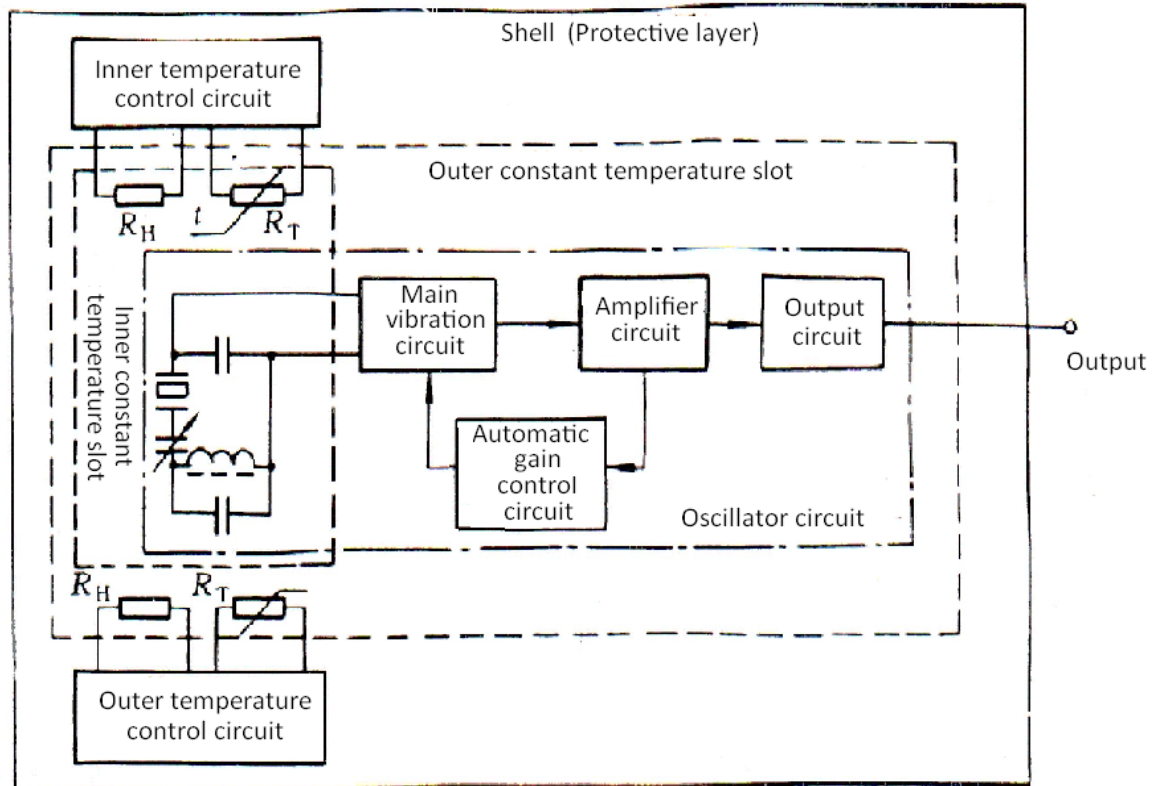 Shell (Protective layer)
Inner temperature
control circuit
Outer constant temperature slot
R_H
t
R_T
Inner constant
temperature slot
Main
vibration
circuit
Amplifier
circuit
Output
circuit
Output
Automatic
gain
control
circuit
Oscillator circuit
R_H
R_T
Outer temperature
control circuit